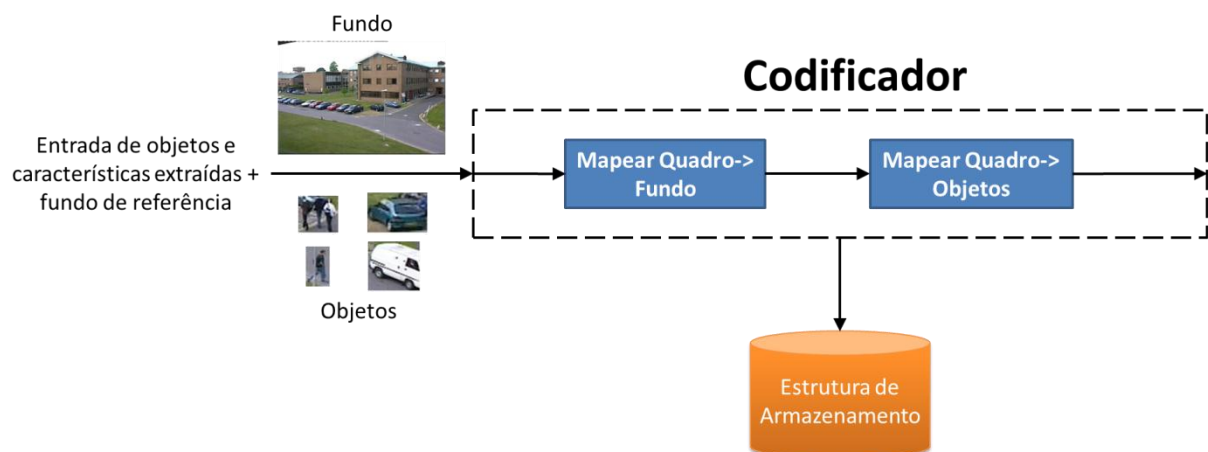 Fundo
Codificador
Entrada de objetos e
características extraídas +
fundo de referência
Mapear Quadro->
Fundo
Mapear Quadro->
Objetos
Objetos
Estrutura de
Armazenamento